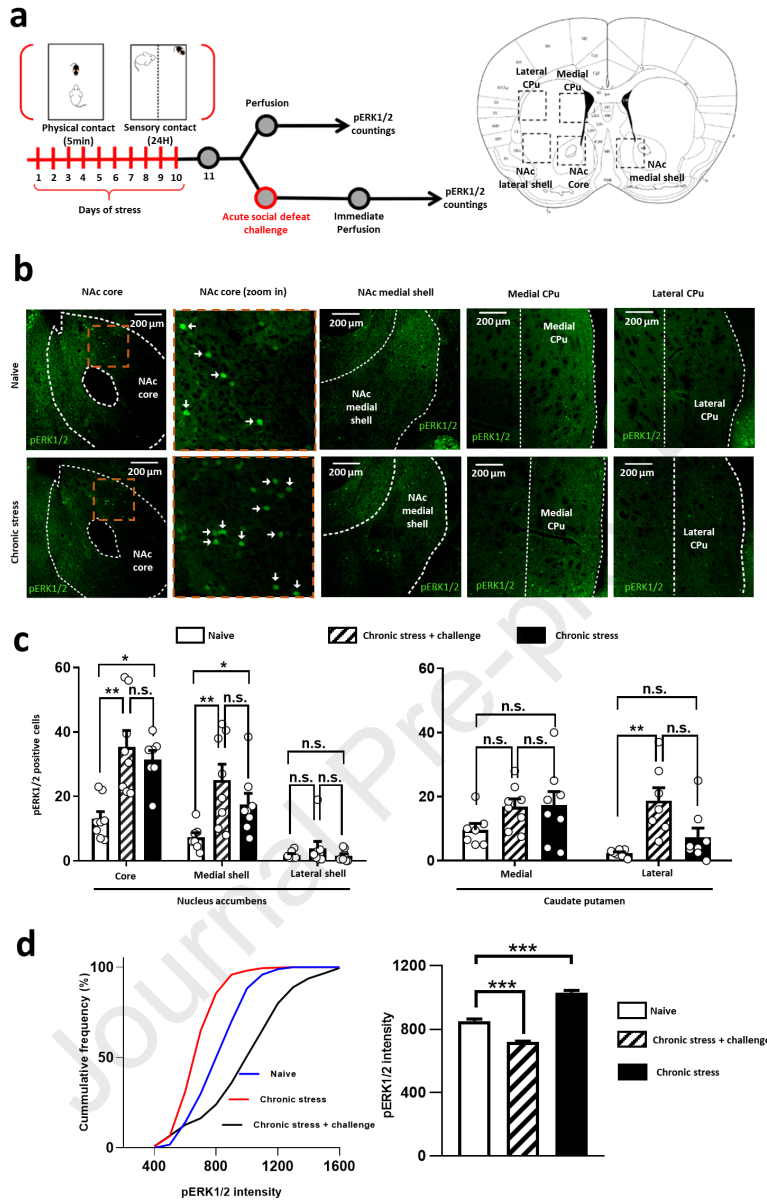 a
Physical contact
(5min)
Sensory contact
(24H)
1 2 3 4 5 6 7 8 9 10
11
Days of stress
Perfusion
pERK1/2
countings
Acute social defeat
challenge
Immediate
Perfusion
pERK1/2
countings
Lateral
CPu
Medial
CPu
NAc
lateral shell
NAc
Core
NAc
medial shell
b
NAc core
NAc core (zoom in)
NAc medial shell
Medial CPu
Lateral CPu
Naive
200 µm
NAc
core
pERK1/2
200 µm
NAc
medial
shell
pERK1/2
200 µm
Medial
CPu
pERK1/2
200 µm
Lateral
CPu
pERK1/2
Chronic stress
200 µm
NAc
core
pERK1/2
200 µm
NAc
medial
shell
pERK1/2
200 µm
Medial
CPu
pERK1/2
200 µm
Lateral
CPu
pERK1/2
c
Naive
Chronic stress + challenge
Chronic stress
pERK1/2 positive cells
60
40
20
0
*
** n.s.
*
** n.s.
n.s.
n.s. n.s.
Core
Medial shell
Lateral shell
Nucleus accumbens
60
40
20
0
n.s.
n.s. n.s.
n.s.
** n.s.
Medial
Lateral
Caudate putamen
d
Cummulative frequency (%)
100
50
0
400
800
1200
1600
pERK1/2 intensity
Naive
Chronic stress
Chronic stress + challenge
pERK1/2 intensity
1200
800
400
0
***
***
Naive
Chronic stress + challenge
Chronic stress
Journal Pre-pr